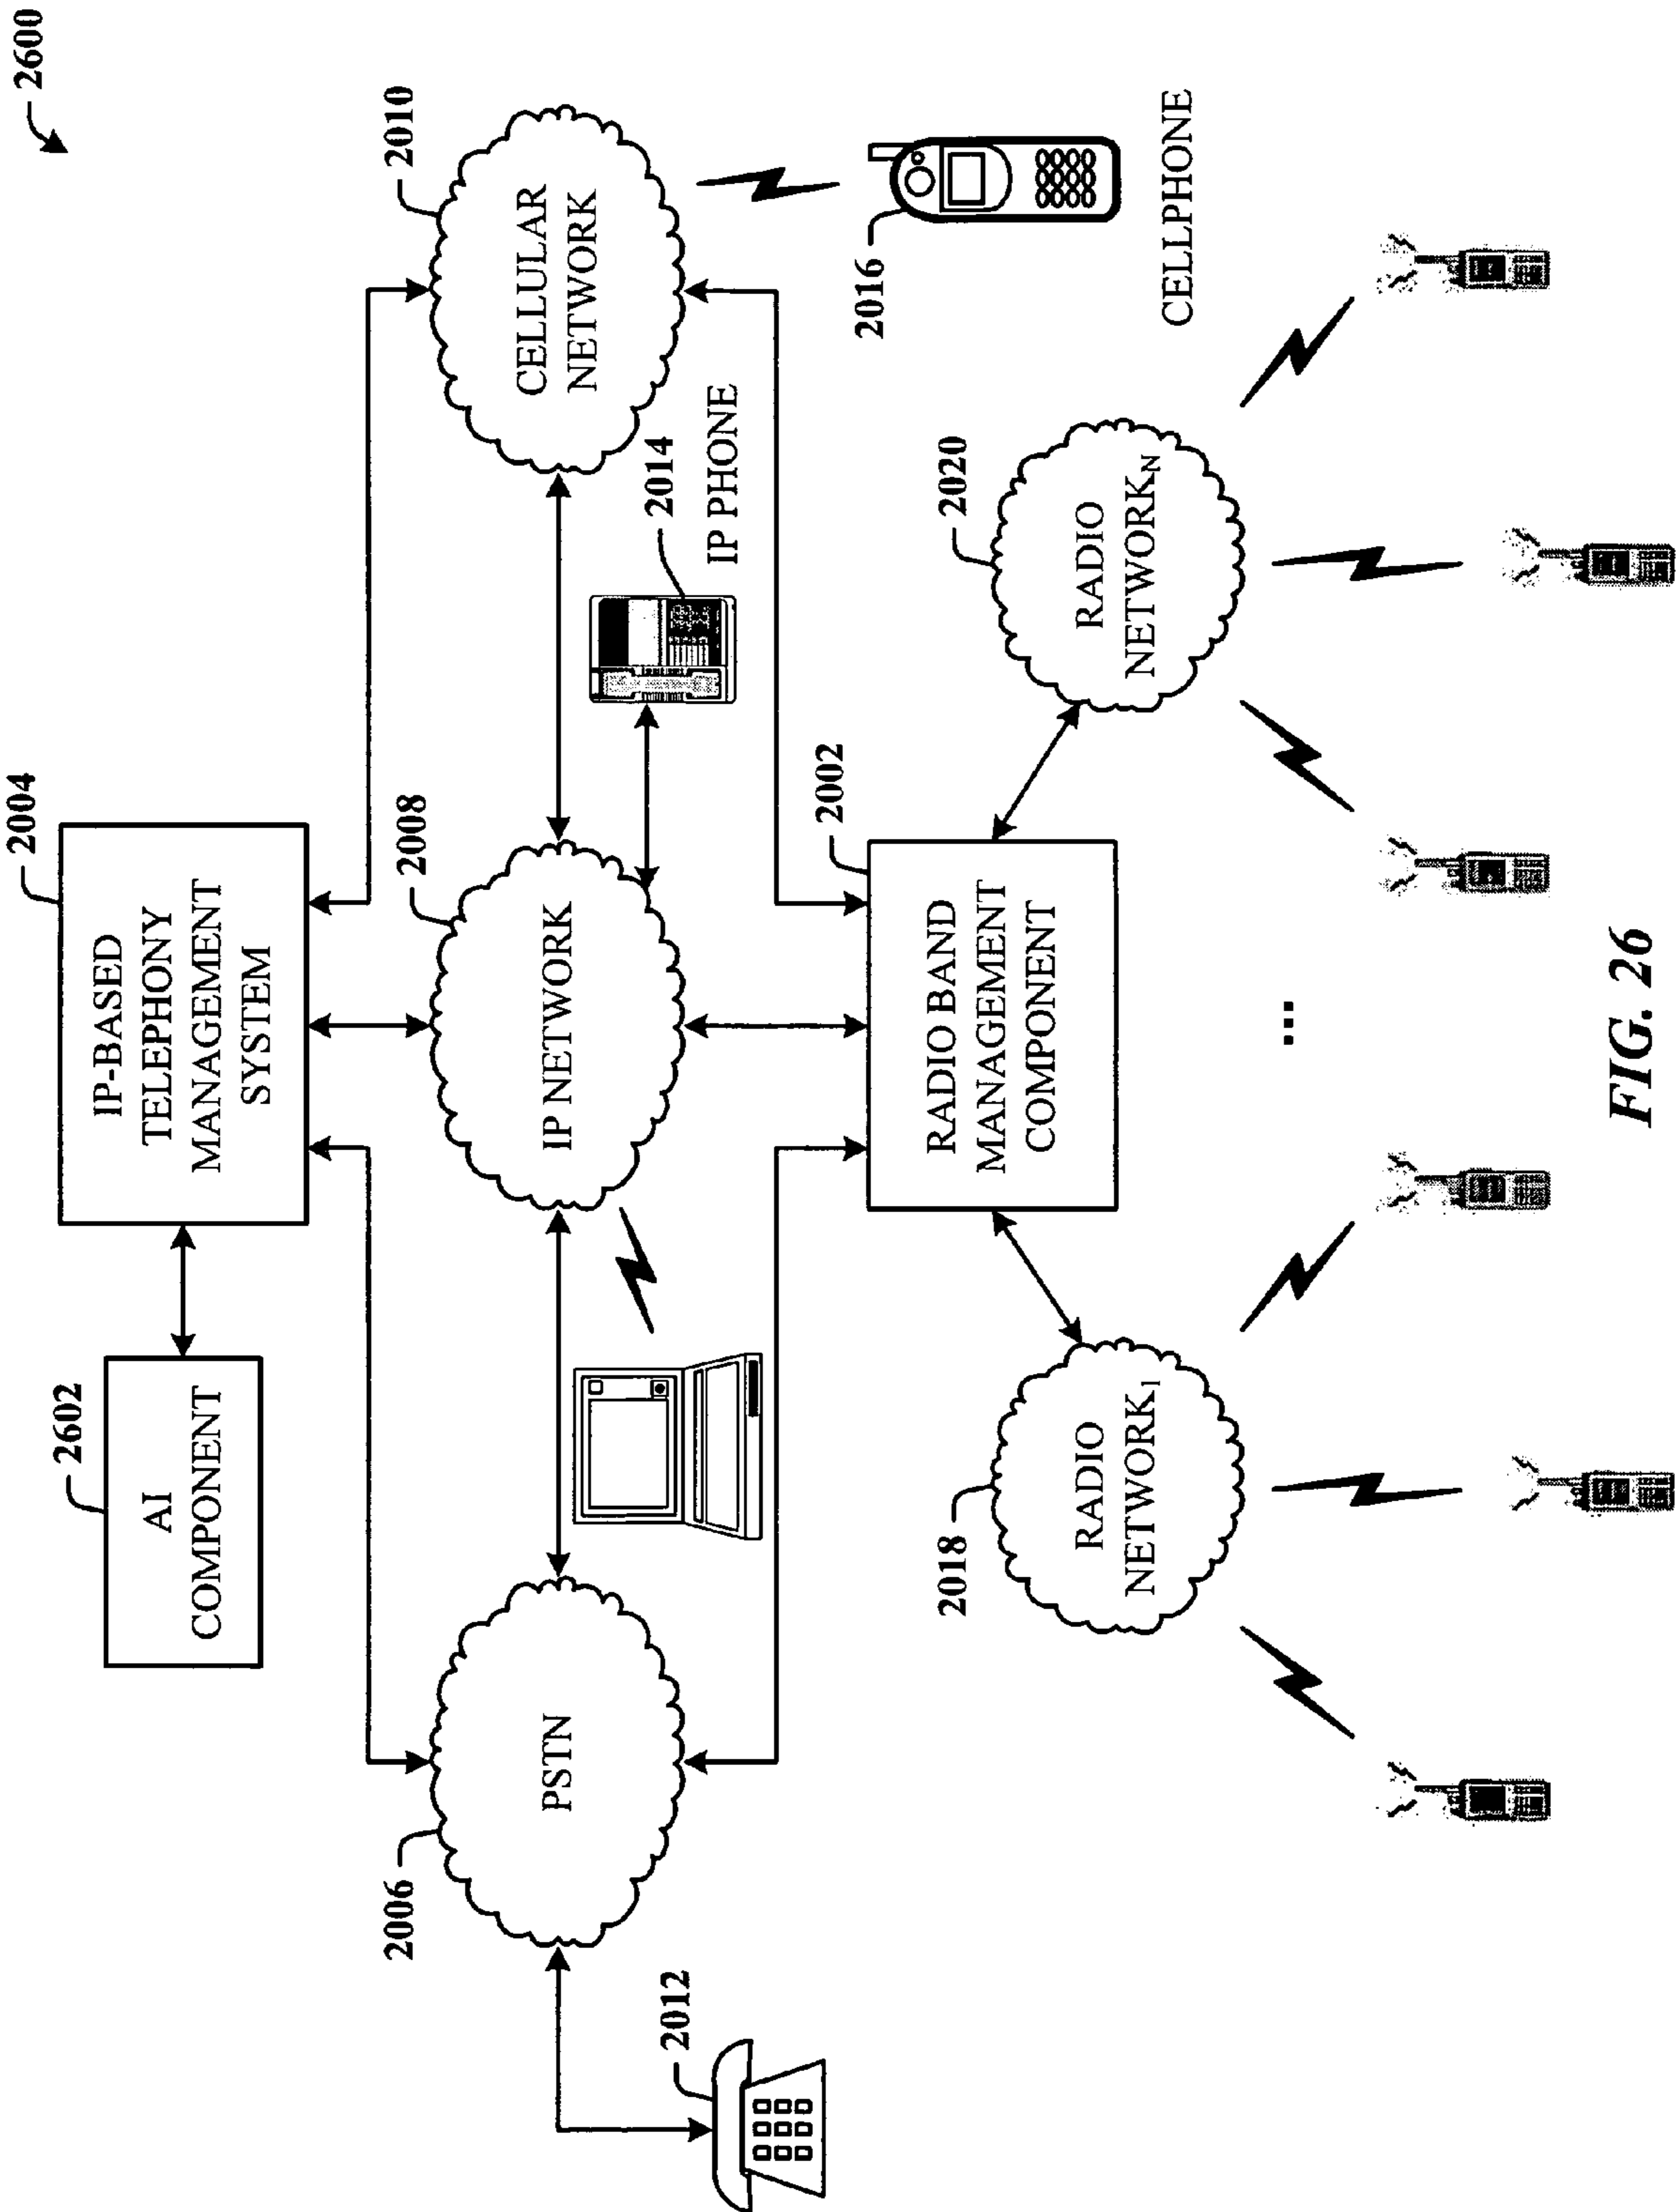 2600
2602
AI
COMPONENT
2004
IP-BASED
TELEPHONY
MANAGEMENT
SYSTEM
2006
PSTN
2008
IP NETWORK
2010
CELLULAR
NETWORK
2012
2014
IP PHONE
2016
CELLPHONE
2002
RADIO BAND
MANAGEMENT
COMPONENT
2018
RADIO
NETWORK1
2020
RADIO
NETWORKN
...
FIG. 26